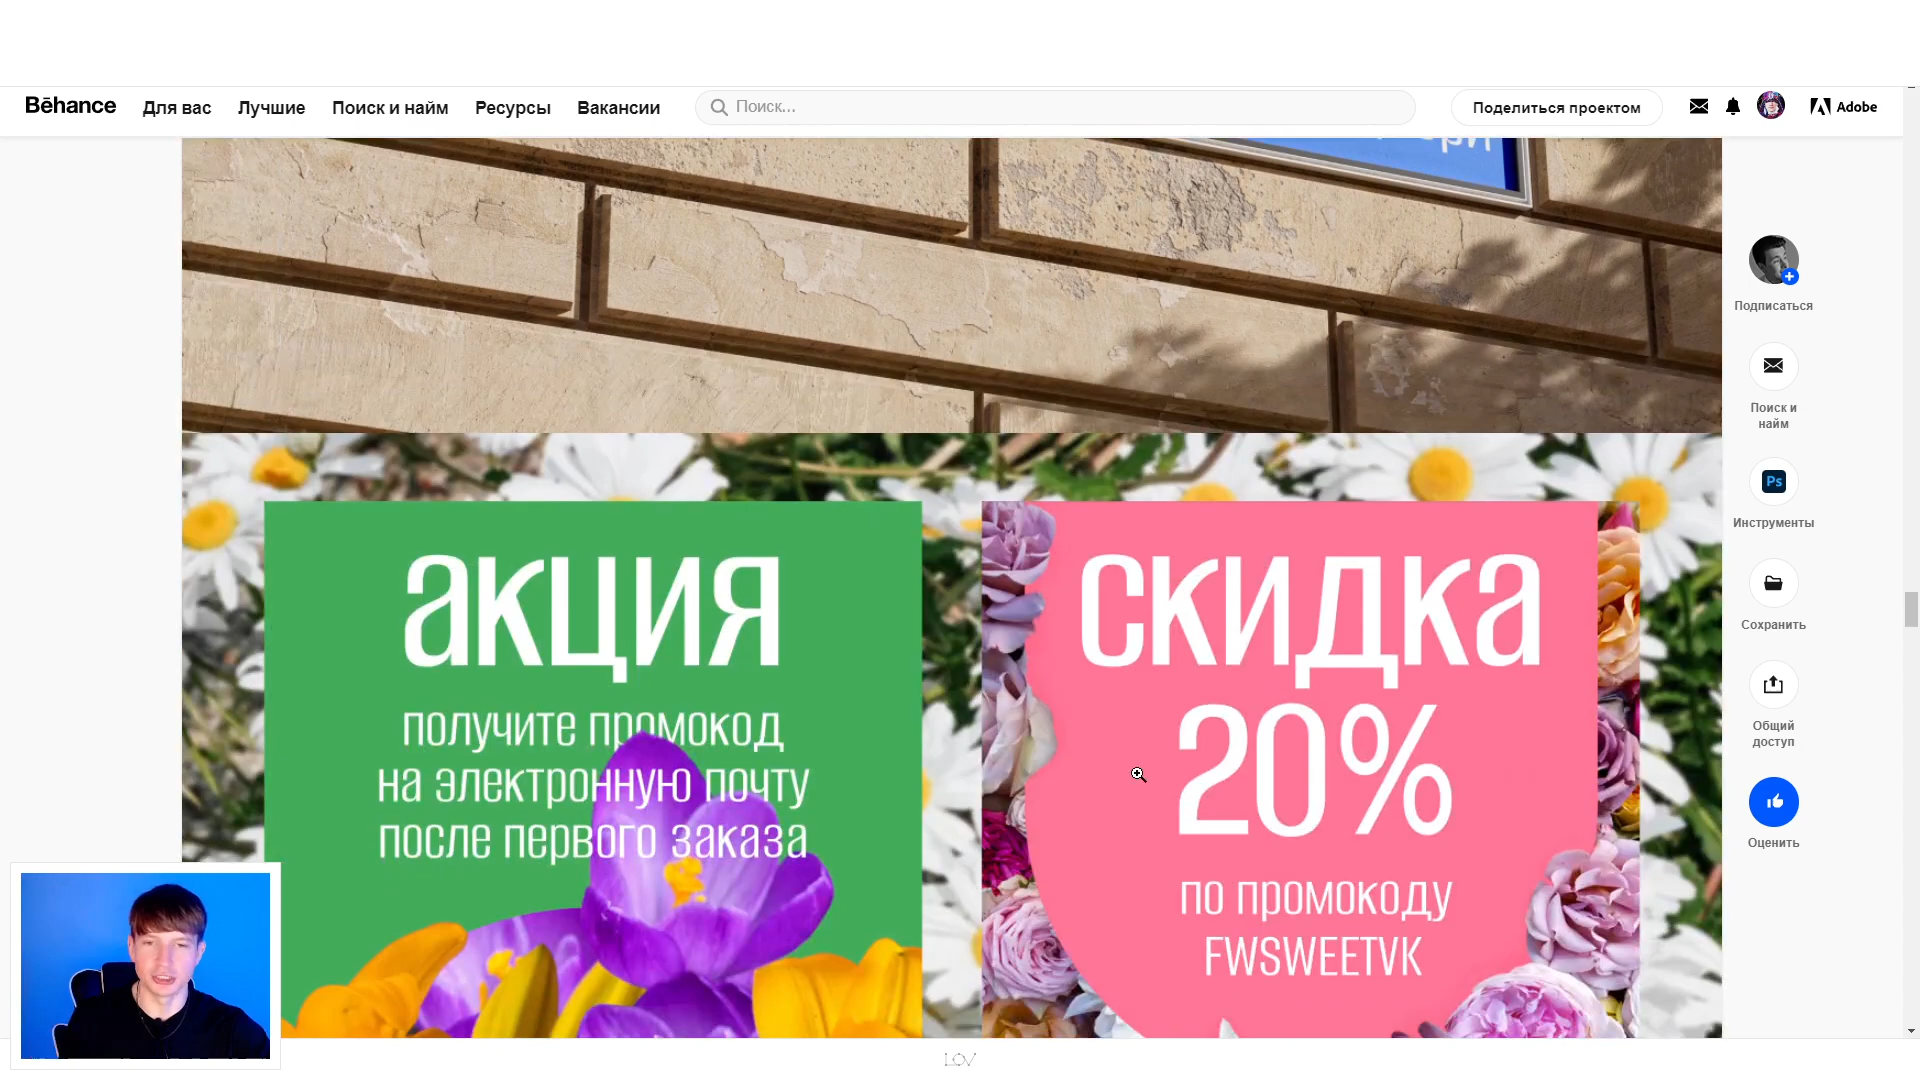 Bēhance
Для вас
Лучшие
Поиск и найм
Ресурсы
Вакансии
Поиск...
Поделиться проектом
Adobe
Подписаться
Поиск и
найм
Ps
Инструменты
Сохранить
Общий
доступ
Оценить
акция
получите промокод
на электронную почту
после первого заказа
скидка
20%
по промокоду
FWSWEETVK
LOV